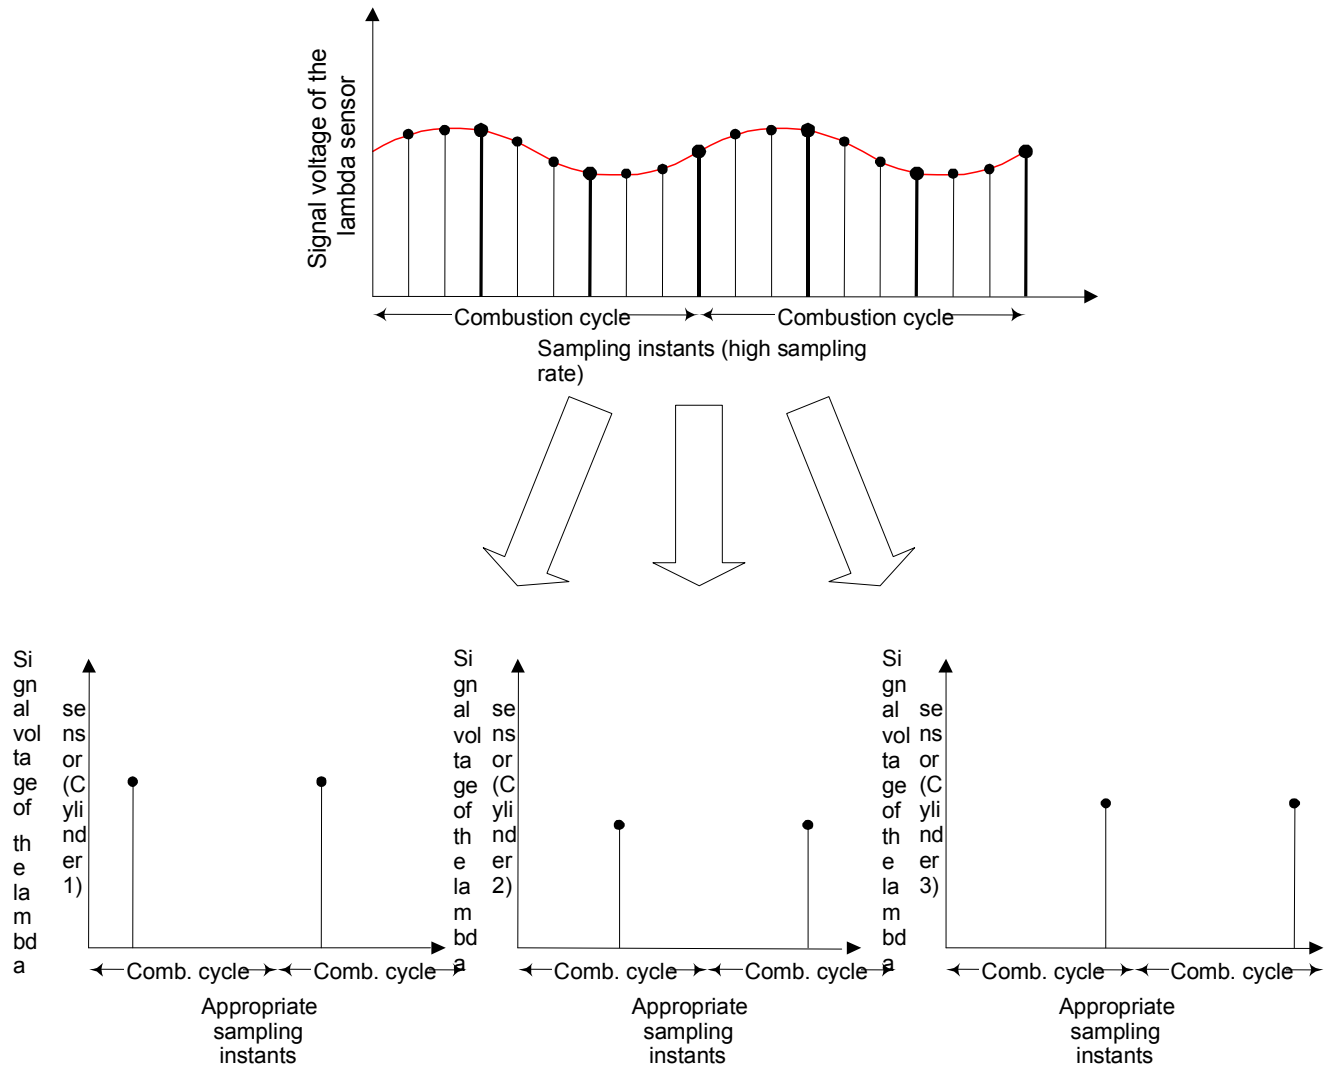 Signal voltage of the
lambda sensor
Combustion cycle
Combustion cycle
Sampling instants (high sampling
rate)
Si
gn
al
vol
ta
ge
of
th
e
la
m
bd
a
se
ns
or
(C
yli
nd
er
1)
Comb. cycle
Comb. cycle
Appropriate
sampling
instants
Si
gn
al
vol
ta
ge
of
th
e
la
m
bd
a
se
ns
or
(C
yli
nd
er
2)
Comb. cycle
Comb. cycle
Appropriate
sampling
instants
Si
gn
al
vol
ta
ge
of
th
e
la
m
bd
a
se
ns
or
(C
yli
nd
er
3)
Comb. cycle
Comb. cycle
Appropriate
sampling
instants